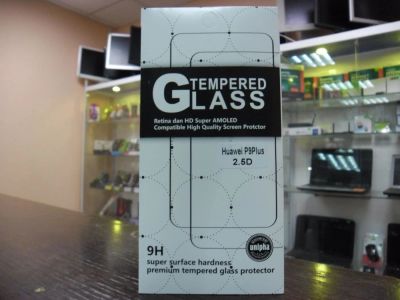 TEMPERED
GLASS
Retina dan HD Super AMOLED
Compatible High Quality Screen Protctor
Huawei P9Plus
2.5D
unipha
9H
super surface hardness
premium tempered glass protector